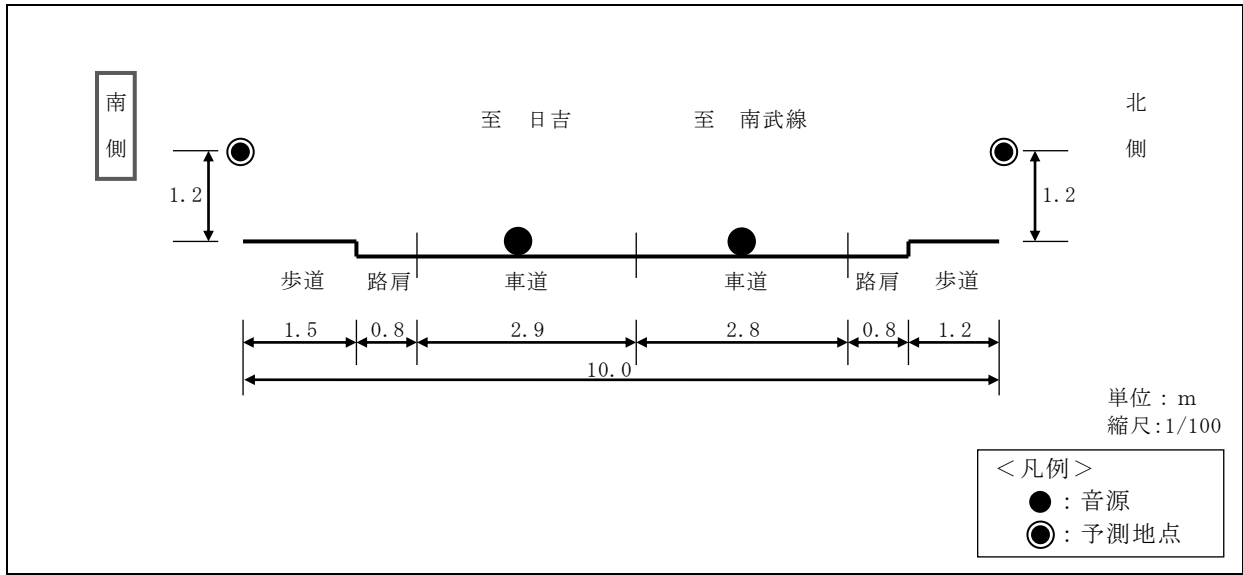 南側
至 日吉
至 南武線
北側
1.2
1.2
歩道
路肩
車道
車道
路肩
歩道
1.5
0.8
2.9
2.8
0.8
1.2
10.0
単位：m
縮尺:1/100
＜凡例＞
：音源
：予測地点